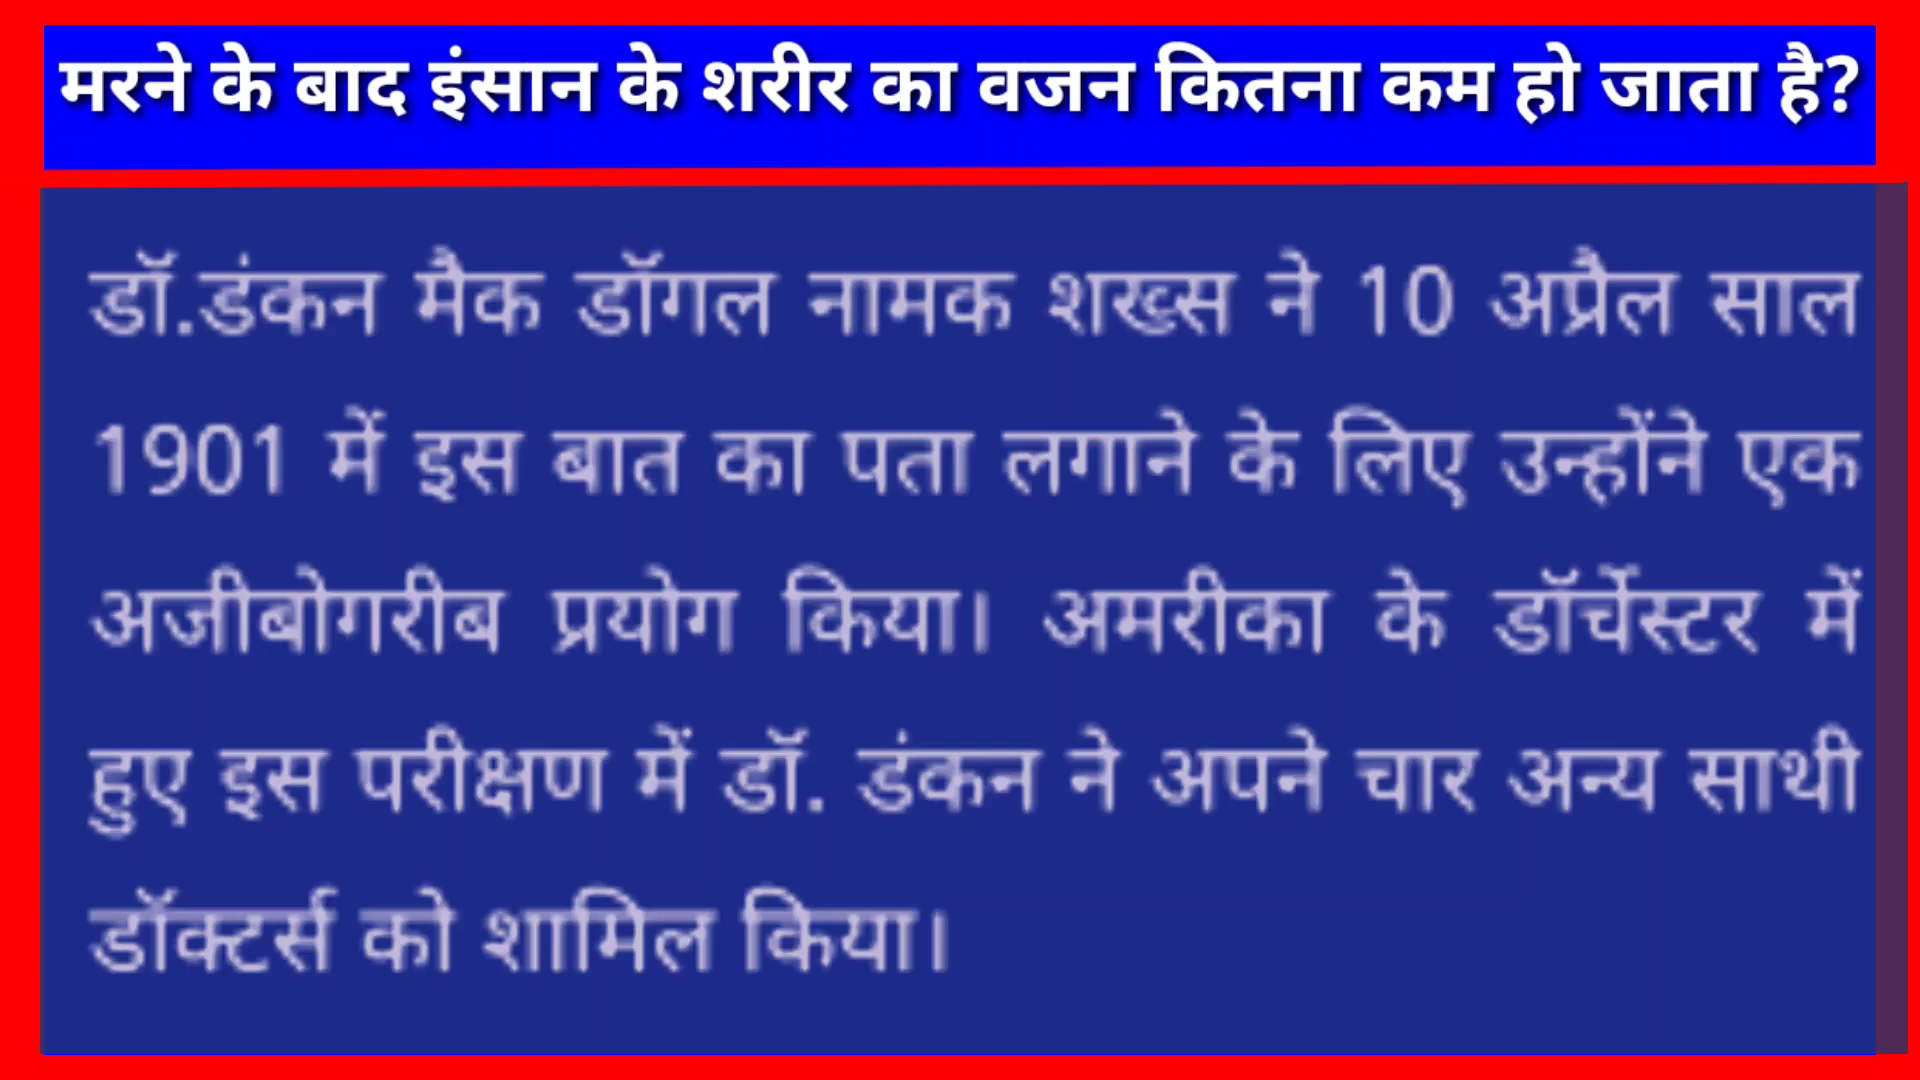 मरने के बाद इंसान के शरीर का वजन कितना कम हो जाता है?
डॉ.डंकन मैक डॉगल नामक शख्स ने 10 अप्रैल साल
1901 में इस बात का पता लगाने के लिए उन्होंने एक
अजीबोगरीब प्रयोग किया। अमरीका के डॉर्चेस्टर में
हुए इस परीक्षण में डॉ. डंकन ने अपने चार अन्य साथी
डॉक्टर्स को शामिल किया।